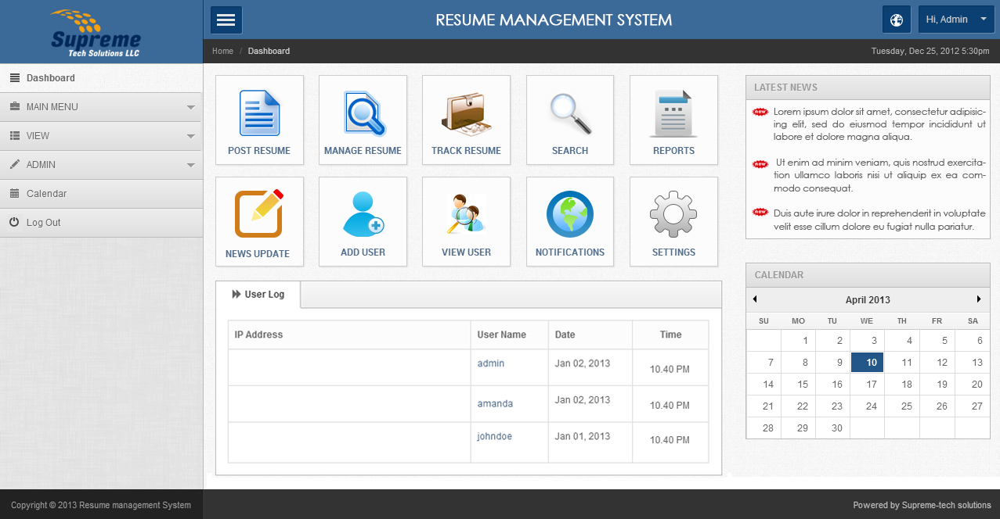 Supreme
Tech Solutions LLC
RESUME MANAGEMENT SYSTEM
Hi, Admin
Home / Dashboard
Tuesday, Dec 25, 2012 5:30pm
Dashboard
MAIN MENU
VIEW
ADMIN
Calendar
Log Out
POST RESUME
MANAGE RESUME
TRACK RESUME
SEARCH
REPORTS
NEWS UPDATE
ADD USER
VIEW USER
NOTIFICATIONS
SETTINGS
User Log
IP Address User Name Date Time
admin Jan 02, 2013 10.40 PM
amanda Jan 02, 2013 10.40 PM
johndoe Jan 01, 2013 10.40 PM
LATEST NEWS
new Lorem ipsum dolor sit amet, consectetur adipisic-
ing elit, sed do eiusmod tempor incididunt ut
labore et dolore magna aliqua.
new Ut enim ad minim veniam, quis nostrud exercita-
tion ullamco laboris nisi ut aliquip ex ea com-
modo consequat.
new Duis aute irure dolor in reprehenderit in voluptate
velit esse cillum dolore eu fugiat nulla pariatur.
CALENDAR
April 2013
SU MO TU WE TH FR SA
1 2 3 4 5 6
7 8 9 10 11 12 13
14 15 16 17 18 19 20
21 22 23 24 25 26 27
28 29 30
Copyright © 2013 Resume management System
Powered by Supreme-tech solutions